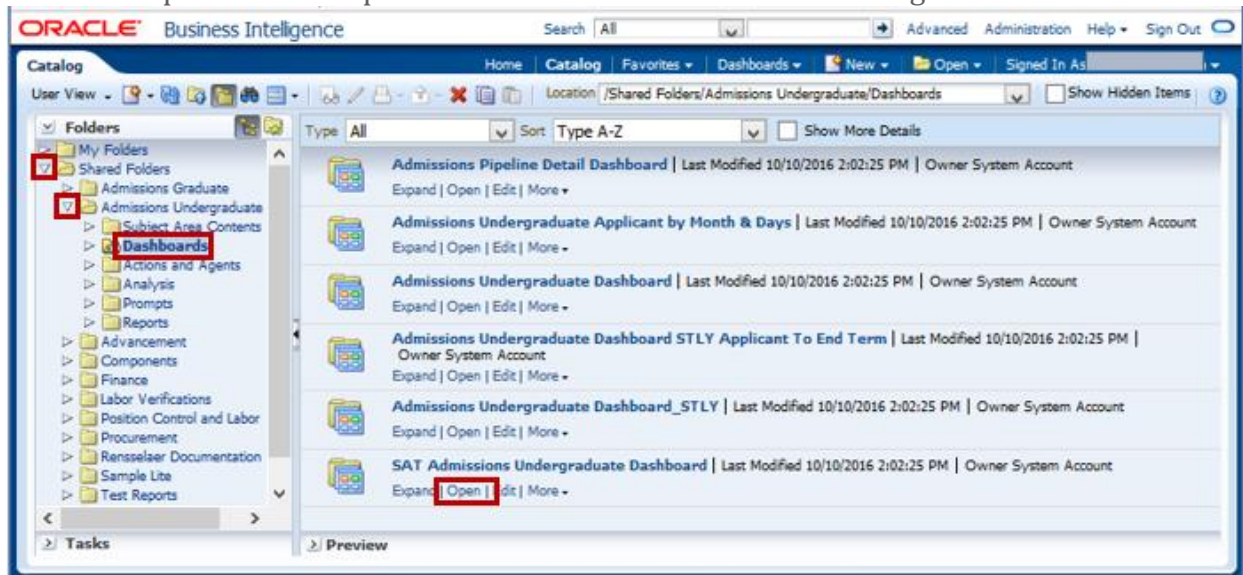 ORACLE Business Intelligence Search All Advanced Administration Help Sign Out
Catalog Home Catalog Favorites Dashboards New Open Signed In As
User View Location /Shared Folders/Admissions Undergraduate/Dashboards Show Hidden Items
Folders
My Folders
Shared Folders
Admissions Graduate
Admissions Undergraduate
Subject Area Contents
Dashboards
Actions and Agents
Analysis
Prompts
Reports
Advancement
Components
Finance
Labor Verifications
Position Control and Labor
Procurement
Rensselaer Documentation
Sample Lite
Test Reports
Tasks
Type All Sort Type A-Z Show More Details
Admissions Pipeline Detail Dashboard | Last Modified 10/10/2016 2:02:25 PM | Owner System Account
Expand | Open | Edit | More
Admissions Undergraduate Applicant by Month & Days | Last Modified 10/10/2016 2:02:25 PM | Owner System Account
Expand | Open | Edit | More
Admissions Undergraduate Dashboard | Last Modified 10/10/2016 2:02:25 PM | Owner System Account
Expand | Open | Edit | More
Admissions Undergraduate Dashboard STLY Applicant To End Term | Last Modified 10/10/2016 2:02:25 PM |
Owner System Account
Expand | Open | Edit | More
Admissions Undergraduate Dashboard_STLY | Last Modified 10/10/2016 2:02:25 PM | Owner System Account
Expand | Open | Edit | More
SAT Admissions Undergraduate Dashboard | Last Modified 10/10/2016 2:02:25 PM | Owner System Account
Expand | Open | Edit | More
Preview